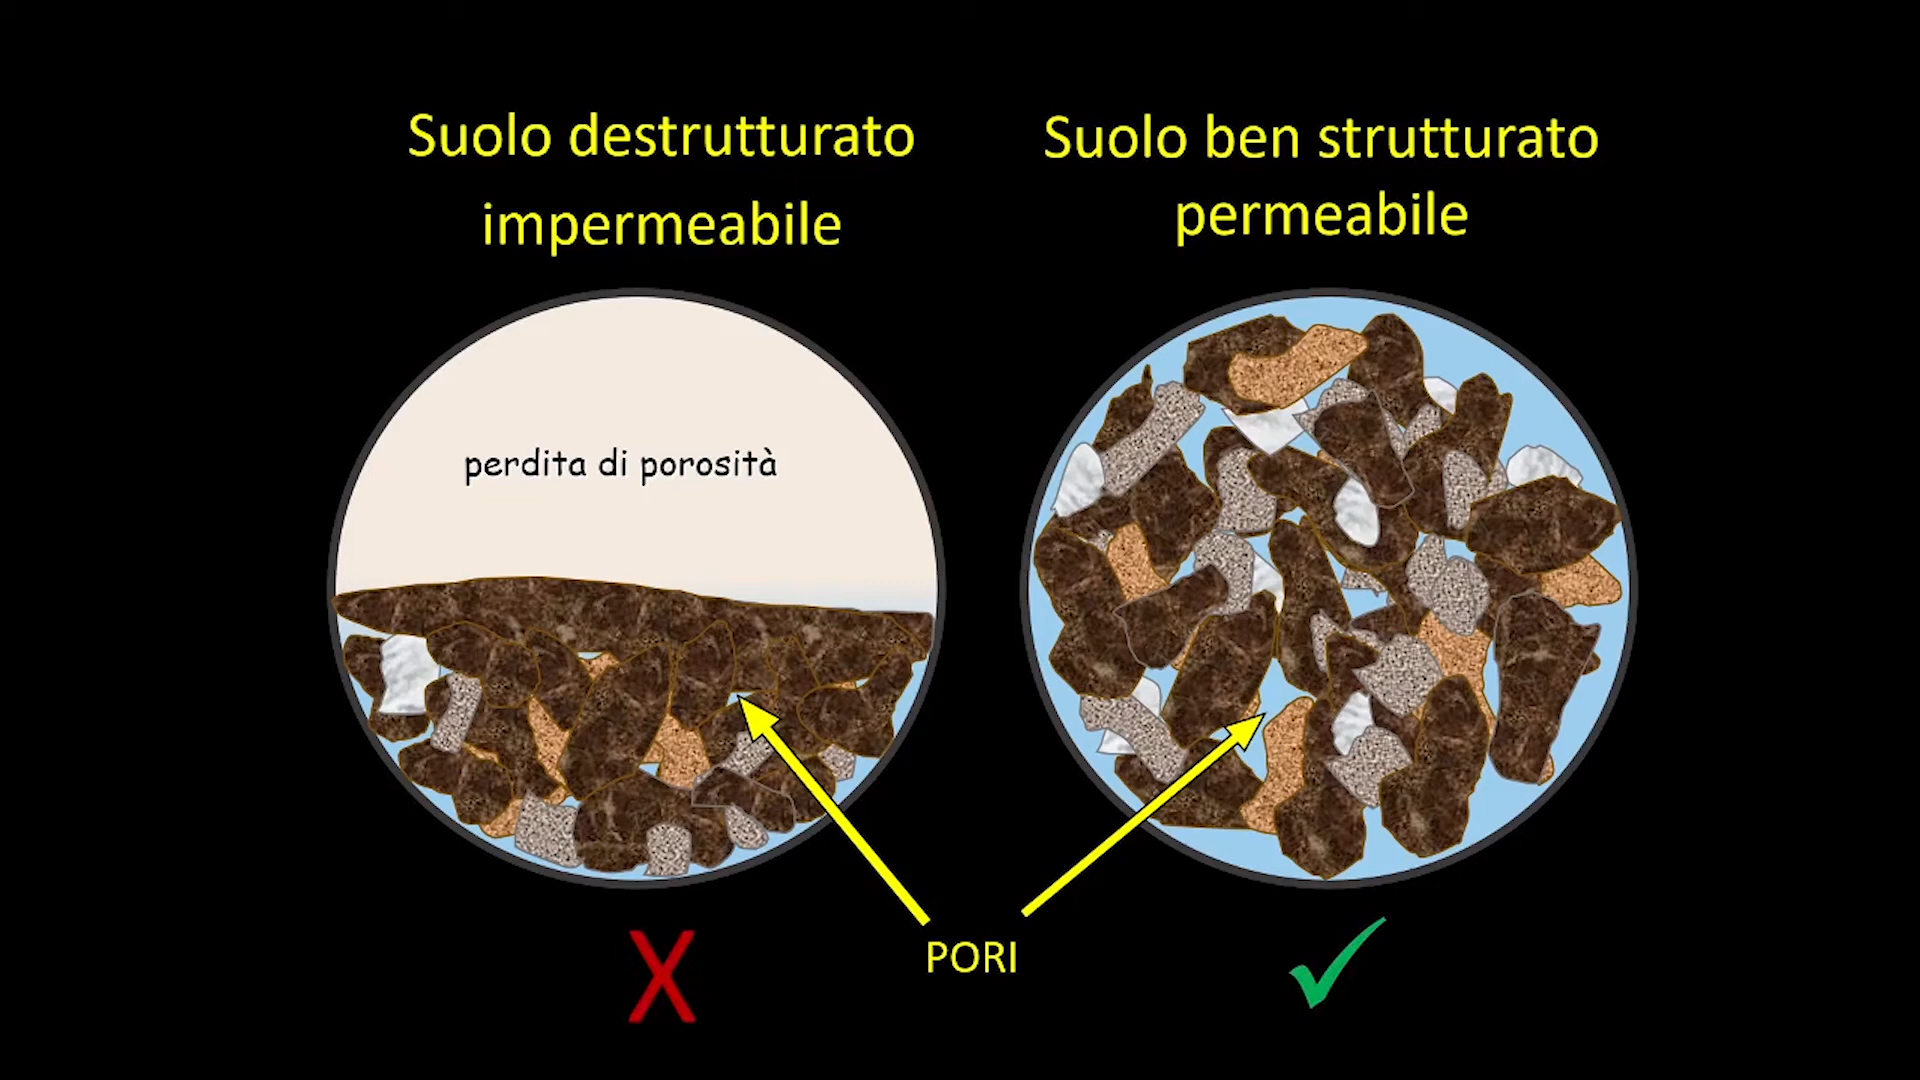 Suolo destrutturato
impermeabile
Suolo ben strutturato
permeabile
perdita di porosità
PORI
X